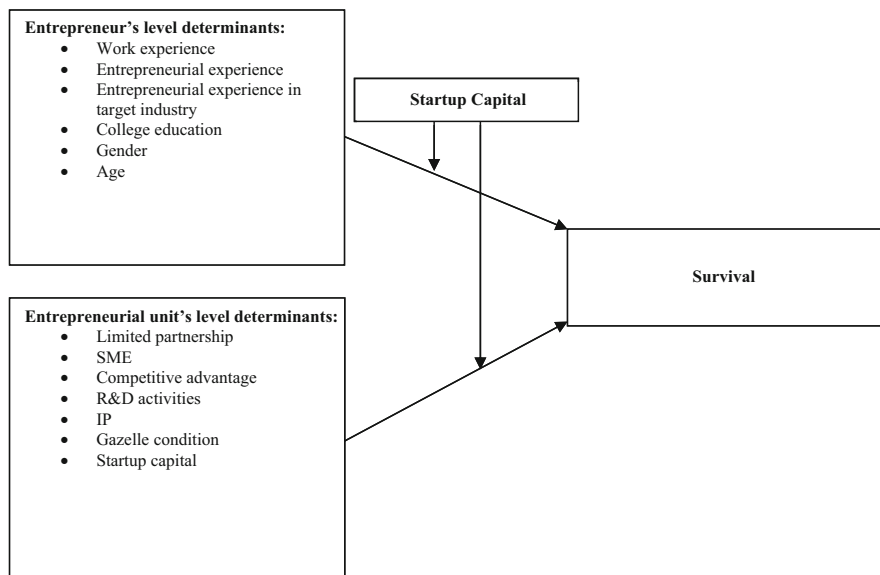 Entrepreneur's level determinants:
• Work experience
• Entrepreneurial experience
• Entrepreneurial experience in
target industry
• College education
• Gender
• Age
Startup Capital
Survival
Entrepreneurial unit's level determinants:
• Limited partnership
• SME
• Competitive advantage
• R&D activities
• IP
• Gazelle condition
• Startup capital